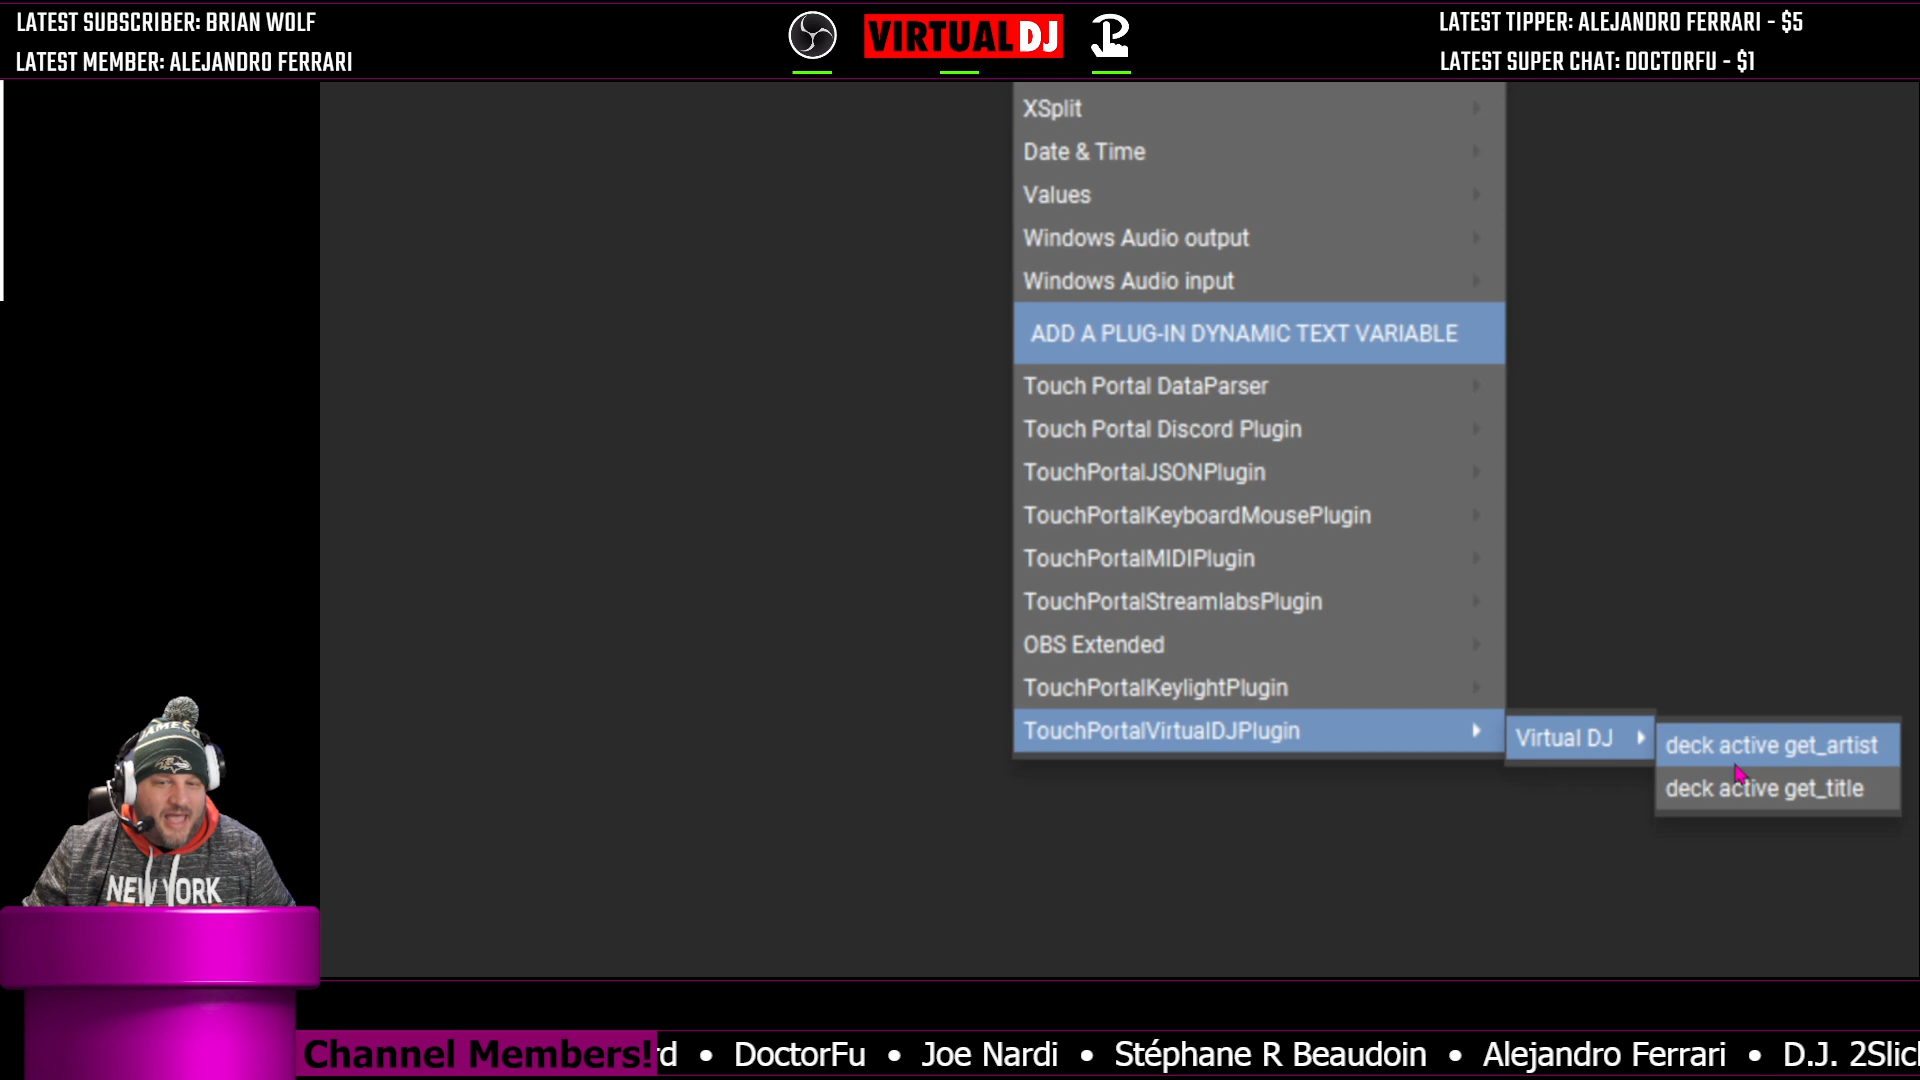 LATEST SUBSCRIBER: BRIAN WOLF
LATEST MEMBER: ALEJANDRO FERRARI
VIRTUAL DJ
LATEST TIPPER: ALEJANDRO FERRARI - $5
LATEST SUPER CHAT: DOCTORFU - $1
XSplit
Date & Time
Values
Windows Audio output
Windows Audio input
ADD A PLUG-IN DYNAMIC TEXT VARIABLE
Touch Portal DataParser
Touch Portal Discord Plugin
TouchPortalJSONPlugin
TouchPortalKeyboardMousePlugin
TouchPortalMIDIPlugin
TouchPortalStreamlabsPlugin
OBS Extended
TouchPortalKeylightPlugin
TouchPortalVirtualDJPlugin
Virtual DJ
deck active get_artist
deck active get_title
JAMESON
NEW YORK
Channel Members! rd • DoctorFu • Joe Nardi • Stéphane R Beaudoin • Alejandro Ferrari • D.J. 2Slick